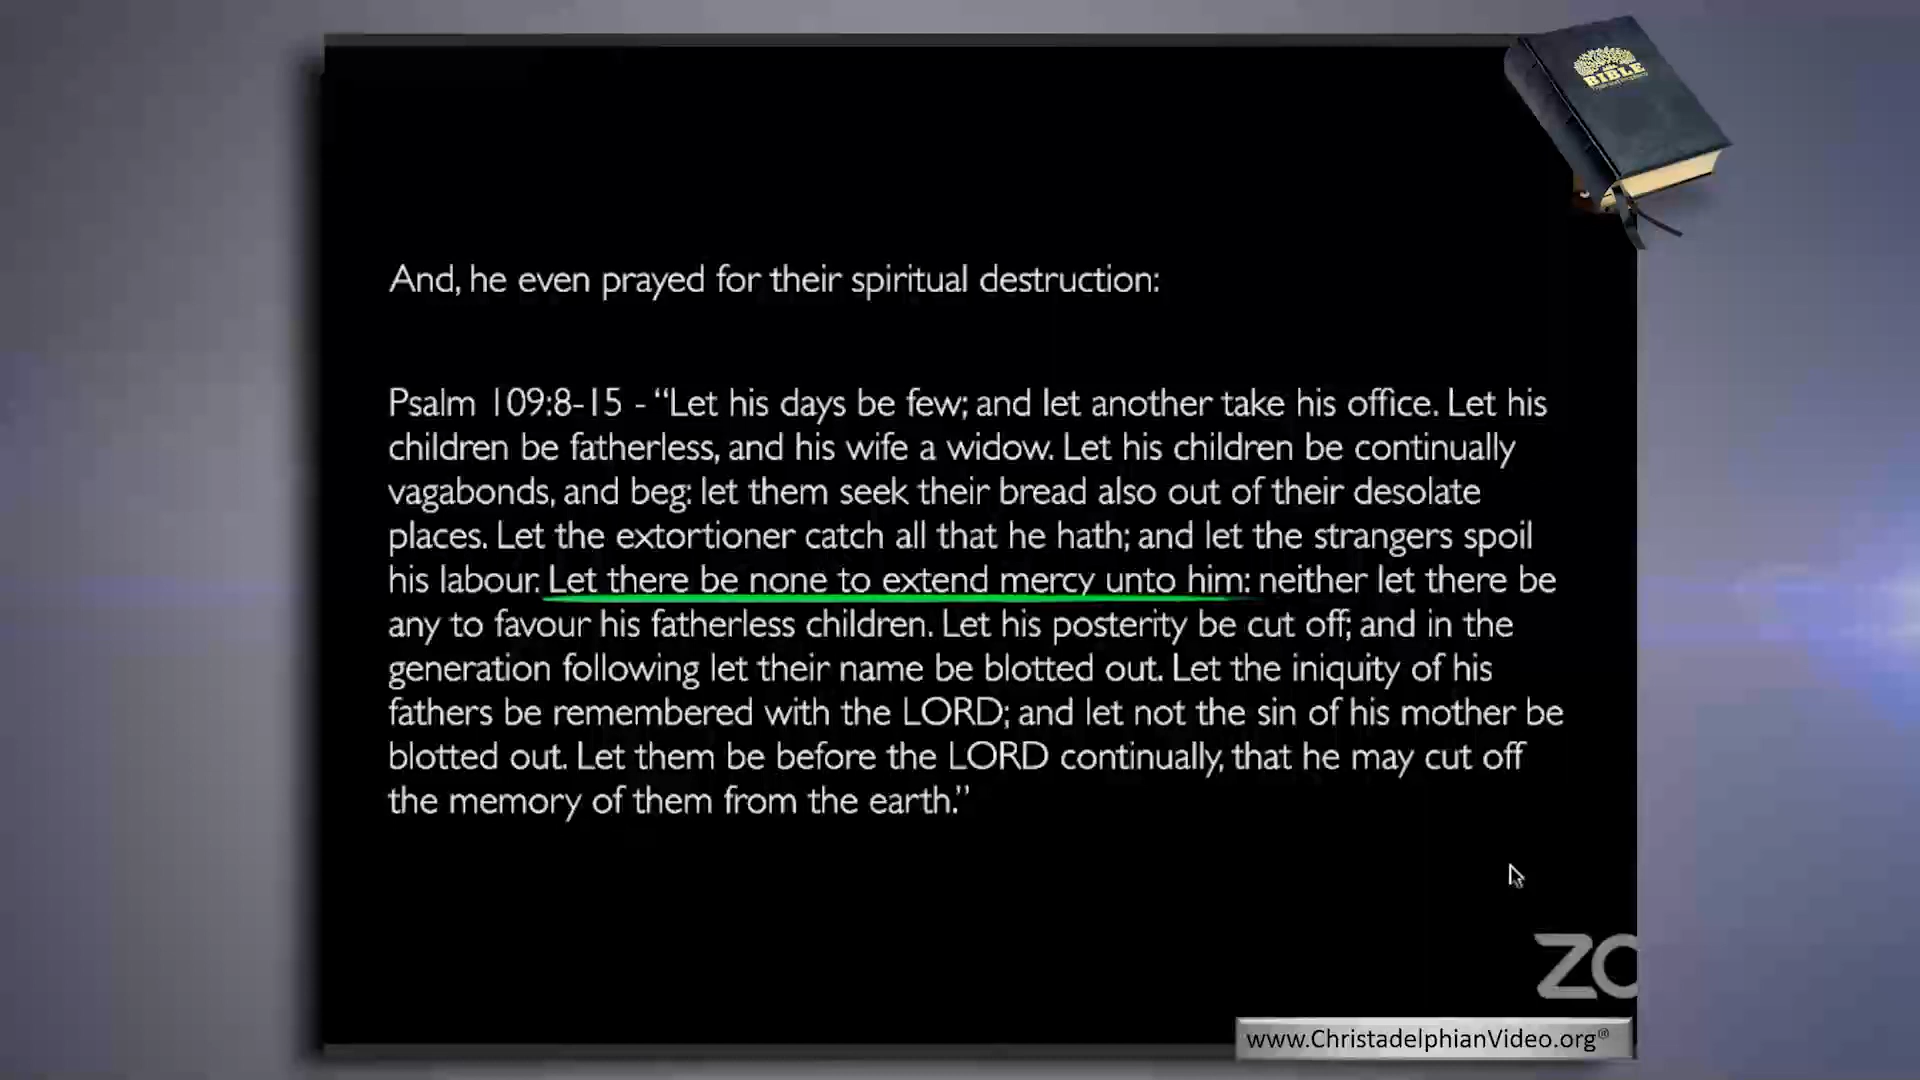 BIBLE
And, he even prayed for their spiritual destruction:
Psalm 109:8-15 - “Let his days be few; and let another take his office. Let his
children be fatherless, and his wife a widow. Let his children be continually
vagabonds, and beg: let them seek their bread also out of their desolate
places. Let the extortioner catch all that he hath; and let the strangers spoil
his labour. Let there be none to extend mercy unto him: neither let there be
any to favour his fatherless children. Let his posterity be cut off; and in the
generation following let their name be blotted out. Let the iniquity of his
fathers be remembered with the LORD; and let not the sin of his mother be
blotted out. Let them be before the LORD continually, that he may cut off
the memory of them from the earth.”
ZO
www.ChristadelphianVideo.org®